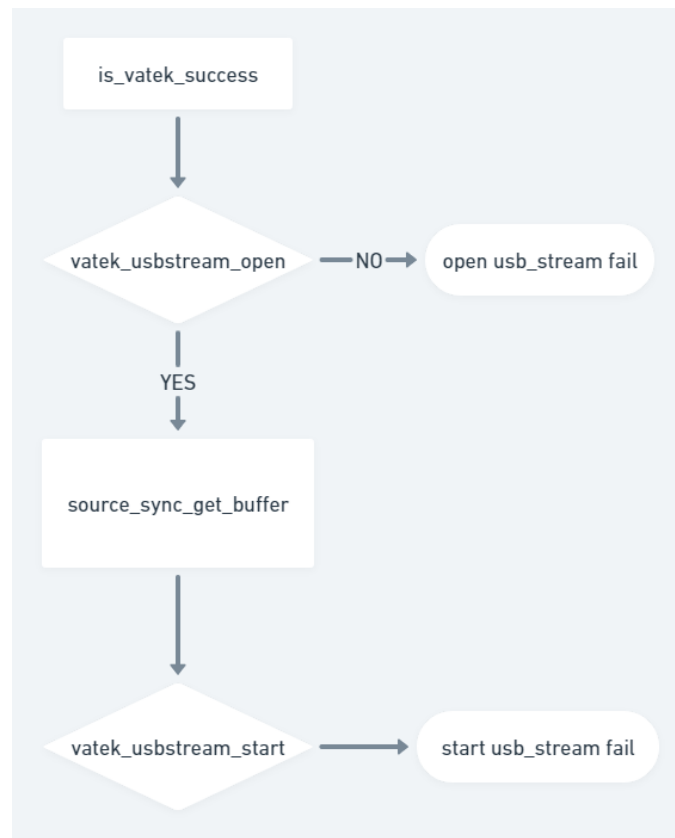 is_vatek_success
vatek_usbstream_open
NO
open usb_stream fail
YES
source_sync_get_buffer
vatek_usbstream_start
start usb_stream fail